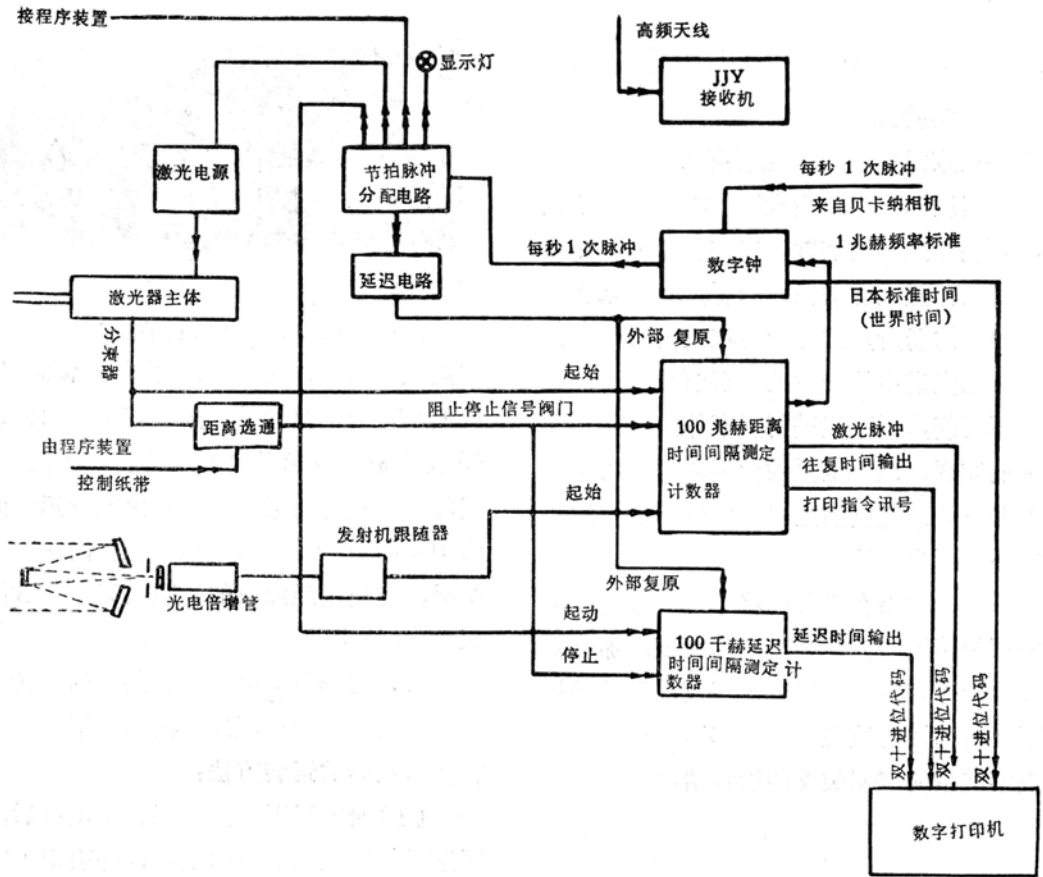 接程序装置
高频天线
显示灯
JJY
接收机
激光电源
节拍脉冲
分配电路
每秒 1 次脉冲
来自贝卡纳相机
1 兆赫频率标准
每秒 1 次脉冲
数字钟
延迟电路
激光器主体
日本标准时间
(世界时间)
分束器
外部 复原
起始
阻止停止信号阀门
距离选通
100 兆赫距离
时间间隔测定
计数器
激光脉冲
往复时间输出
由程序装置
控制纸带
起始
打印指令讯号
发射机跟随器
光电倍增管
外部复原
起动
100 千赫延迟
时间间隔测定计
数器
延迟时间输出
停止
双十进位代码
双十进位代码
双十进位代码
数字打印机